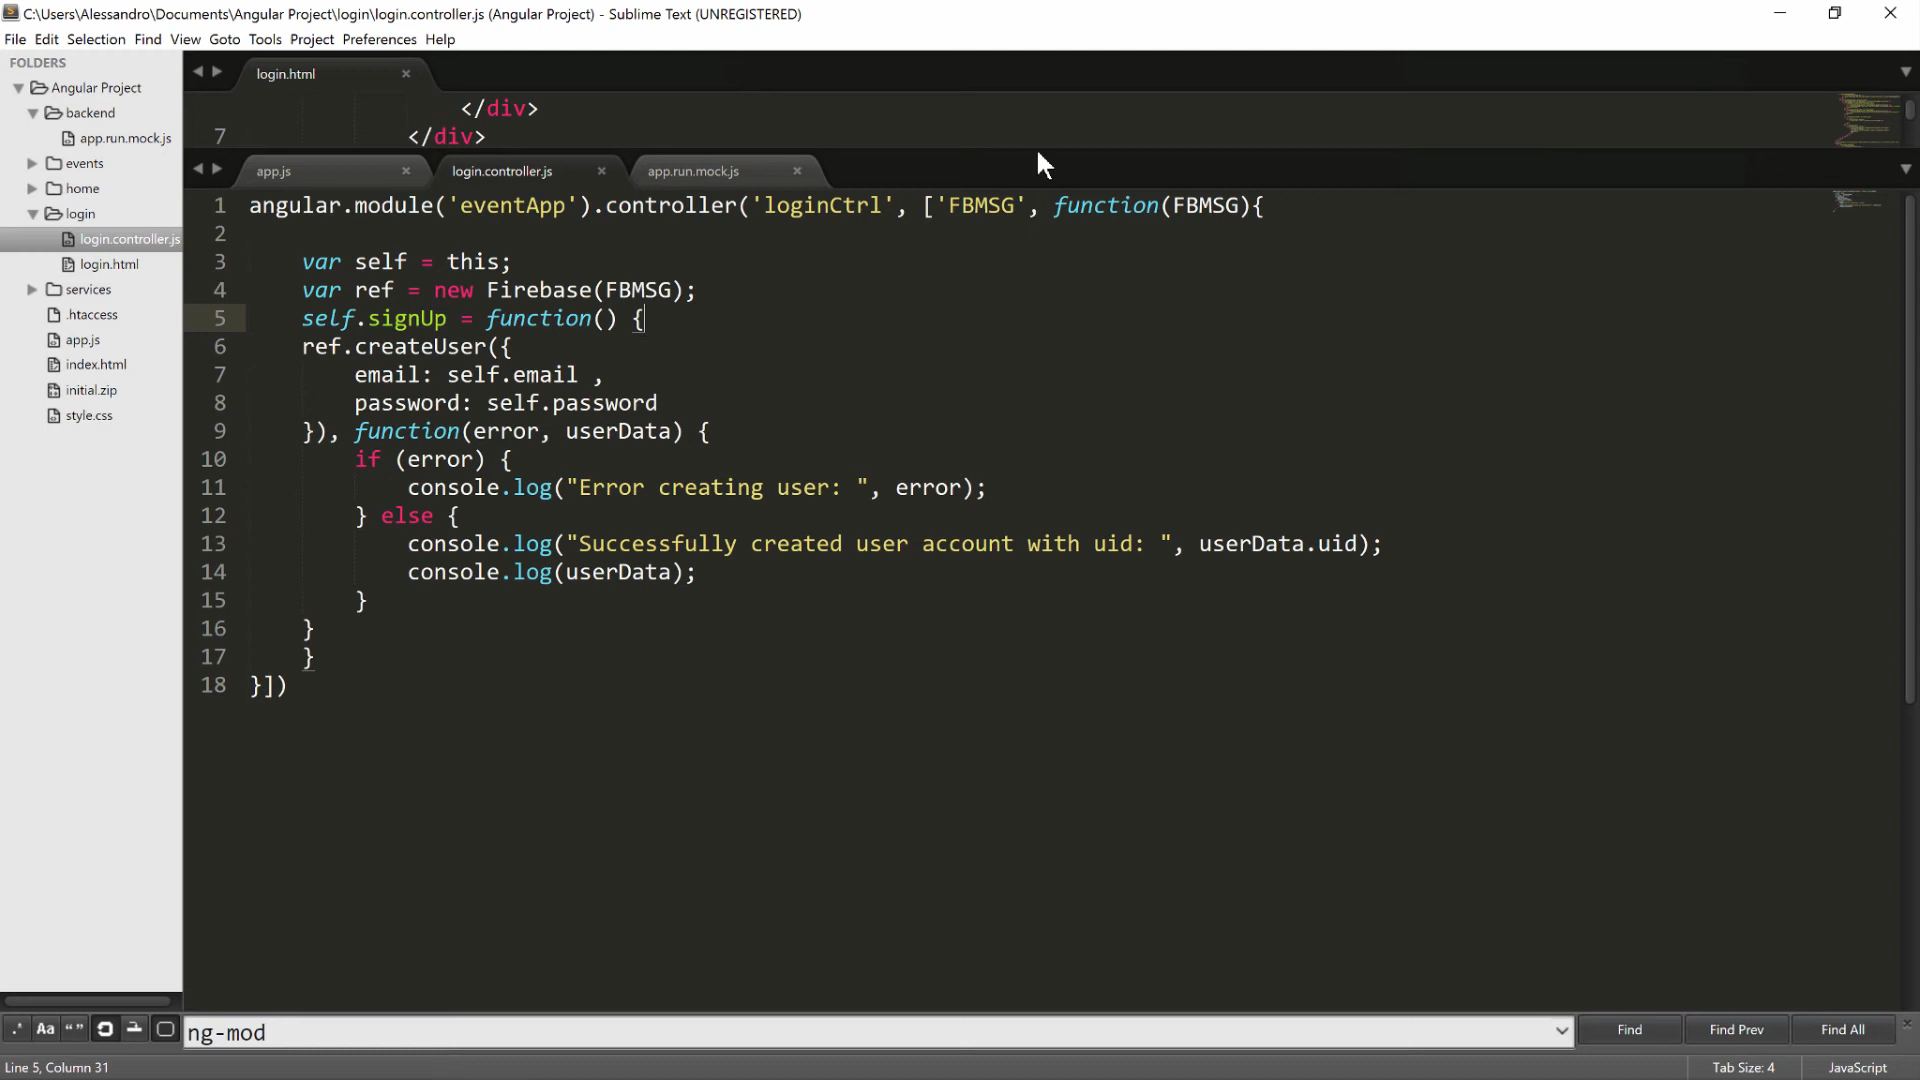 C:\Users\Alessandro\Documents\Angular Project\login\login.controller.js (Angular Project) - Sublime Text (UNREGISTERED)
File Edit Selection Find View Goto Tools Project Preferences Help
FOLDERS
Angular Project
backend
app.run.mock.js
events
home
login
login.controller.js
login.html
services
.htaccess
app.js
index.html
initial.zip
style.css
login.html
</div>
7 </div>
app.js login.controller.js app.run.mock.js
1 angular.module('eventApp').controller('loginCtrl', ['FBMSG', function(FBMSG){
2
3 var self = this;
4 var ref = new Firebase(FBMSG);
5 self.signUp = function() {
6 ref.createUser({
7 email: self.email ,
8 password: self.password
9 }), function(error, userData) {
10 if (error) {
11 console.log("Error creating user: ", error);
12 } else {
13 console.log("Successfully created user account with uid: ", userData.uid);
14 console.log(userData);
15 }
16 }
17 }
18 }])
.* Aa “” ng-mod Find Find Prev Find All
Line 5, Column 31 Tab Size: 4 JavaScript